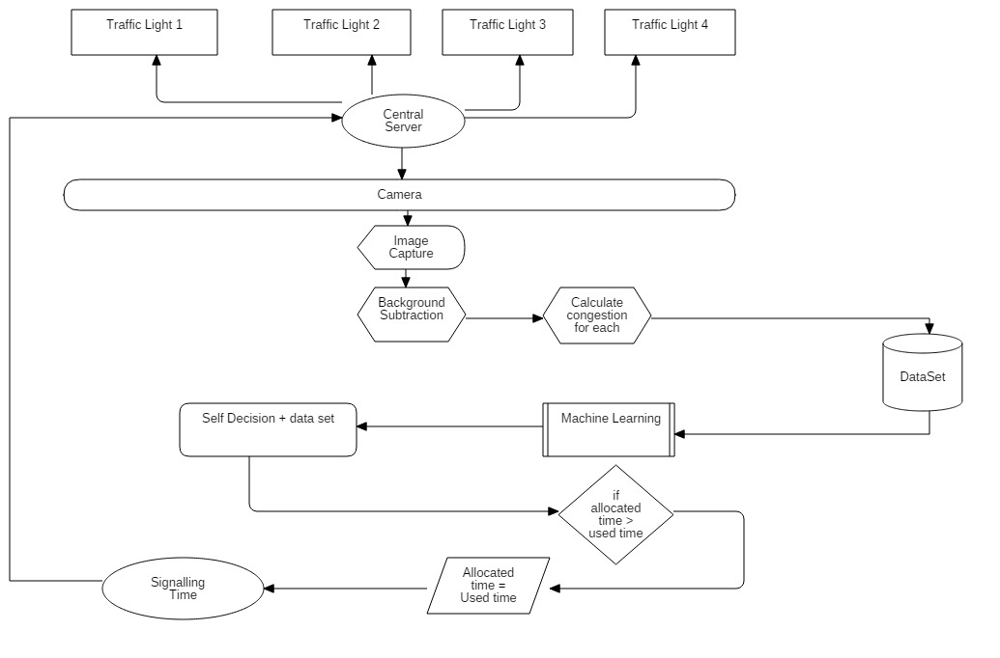 Traffic Light 1
Traffic Light 2
Traffic Light 3
Traffic Light 4
Central
Server
Camera
Image
Capture
Background
Subtraction
Calculate
congestion
for each
DataSet
Machine Learning
Self Decision + data set
if
allocated
time >
used time
Allocated
time =
Used time
Signalling
Time